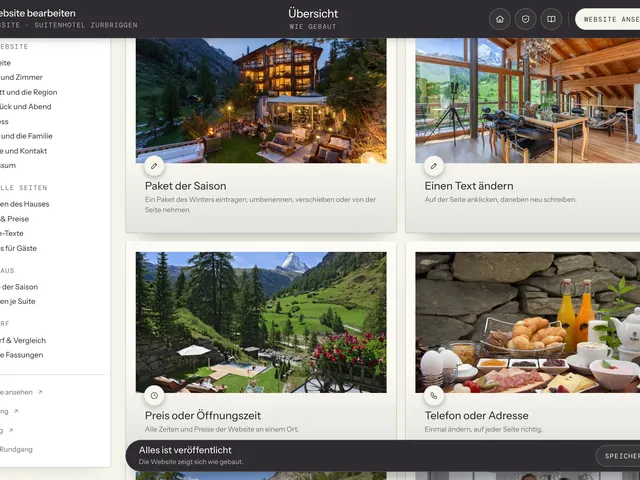 ebsite bearbeiten
BSITE · SUITENHOTEL ZURBRIGGEN
Übersicht
WIE GEBAUT
WEBSITE ANSE
EBSITE
eite
und Zimmer
tt und die Region
ück und Abend
ess
und die Familie
e und Kontakt
ssum
LLE SEITEN
en des Hauses
& Preise
e-Texte
s für Gäste
AUS
e der Saison
en je Suite
RF
rf & Vergleich
e Fassungen
e ansehen ↗
ng ↗
g ↗
Rundgang
Paket der Saison
Ein Paket des Winters eintragen, umbenennen, verschieben oder von der
Seite nehmen.
Einen Text ändern
Auf der Seite anklicken, daneben neu schreiben.
Preis oder Öffnungszeit
Alle Zeiten und Preise der Website an einem Ort.
Telefon oder Adresse
Einmal ändern, auf jeder Seite richtig.
Alles ist veröffentlicht
Die Website zeigt sich wie gebaut.
SPEICHER